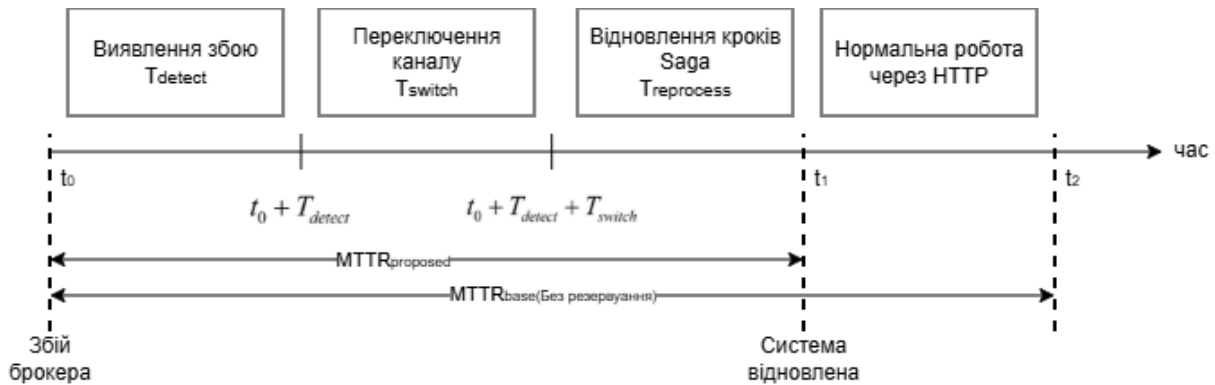 Виявлення збою
Tdetect
Переключення
каналу
Tswitch
Відновлення кроків
Saga
Treprocess
Нормальна робота
через HTTP
час
t0
t1
t2
t0 + Tdetect
t0 + Tdetect + Tswitch
MTTRproposed
MTTRbase(Без резервуання)
Збій
брокера
Система
відновлена